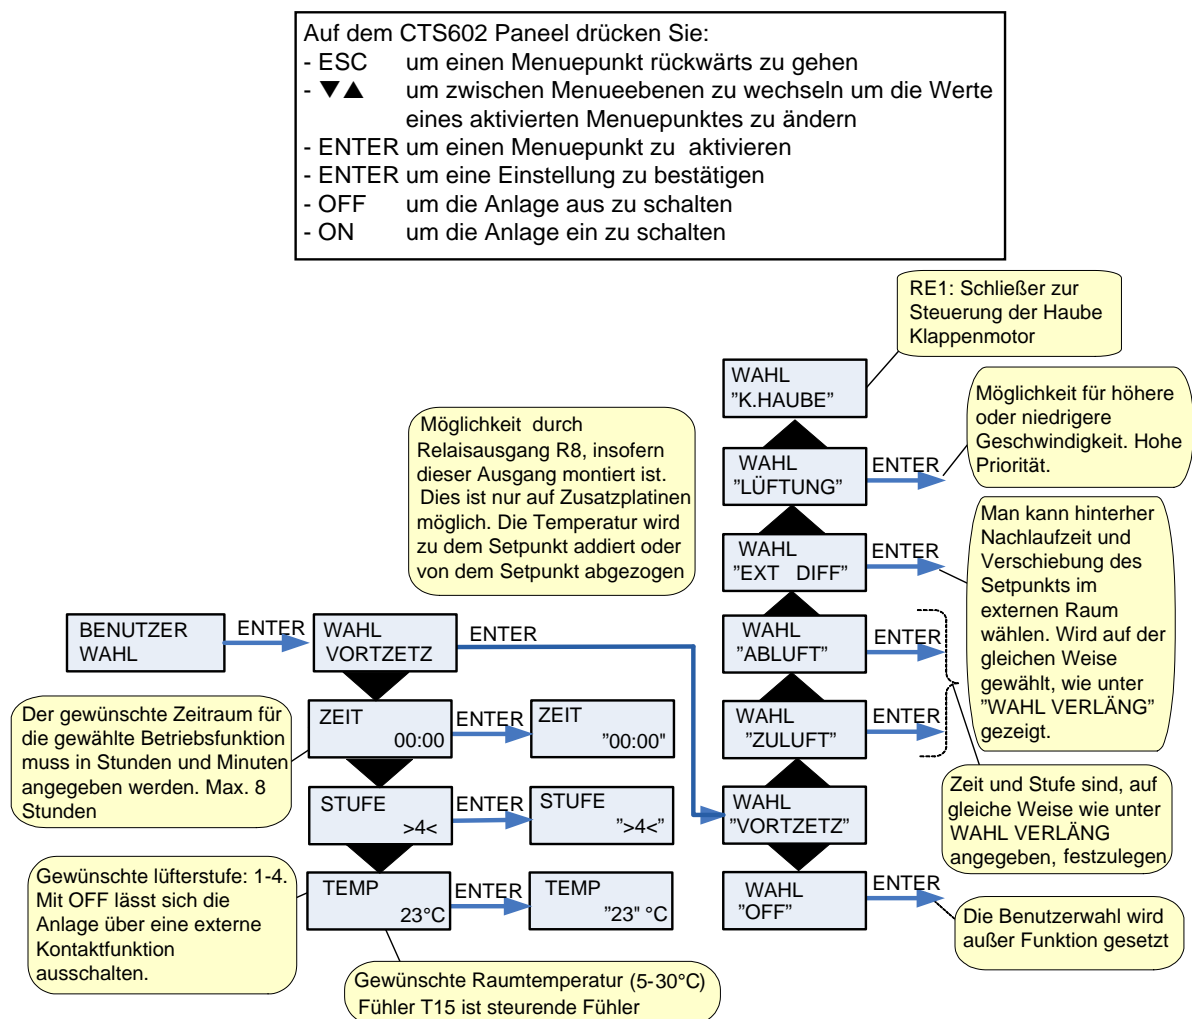 Auf dem CTS602 Paneel drücken Sie:
- ESC um einen Menuepunkt rückwärts zu gehen
- ▼▲ um zwischen Menueebenen zu wechseln um die Werte
eines aktivierten Menuepunktes zu ändern
- ENTER um einen Menuepunkt zu aktivieren
- ENTER um eine Einstellung zu bestätigen
- OFF um die Anlage aus zu schalten
- ON um die Anlage ein zu schalten
RE1: Schließer zur
Steuerung der Haube
Klappenmotor
WAHL
"K.HAUBE"
Möglichkeit für höhere
oder niedrigere
Geschwindigkeit. Hohe
Priorität.
Möglichkeit durch
Relaisausgang R8, insofern
dieser Ausgang montiert ist.
Dies ist nur auf Zusatzplatinen
möglich. Die Temperatur wird
zu dem Setpunkt addiert oder
von dem Setpunkt abgezogen
WAHL
"LÜFTUNG"
ENTER
Man kann hinterher
Nachlaufzeit und
Verschiebung des
Setpunkts im
externen Raum
wählen. Wird auf der
gleichen Weise
gewählt, wie unter
"WAHL VERLÄNG"
gezeigt.
WAHL
"EXT DIFF"
ENTER
BENUTZER
WAHL
ENTER
WAHL
VORTZETZ
ENTER
WAHL
"ABLUFT"
ENTER
Der gewünschte Zeitraum für
die gewählte Betriebsfunktion
muss in Stunden und Minuten
angegeben werden. Max. 8
Stunden
ZEIT
00:00
ENTER
ZEIT
"00:00"
WAHL
"ZULUFT"
ENTER
Zeit und Stufe sind, auf
gleiche Weise wie unter
WAHL VERLÄNG
angegeben, festzulegen
STUFE
>4<
ENTER
STUFE
">4<"
WAHL
"VORTZETZ"
Gewünschte lüfterstufe: 1-4.
Mit OFF lässt sich die
Anlage über eine externe
Kontaktfunktion
ausschalten.
TEMP
23°C
ENTER
TEMP
"23" °C
WAHL
"OFF"
ENTER
Die Benutzerwahl wird
außer Funktion gesetzt
Gewünschte Raumtemperatur (5-30°C)
Fühler T15 ist steurende Fühler